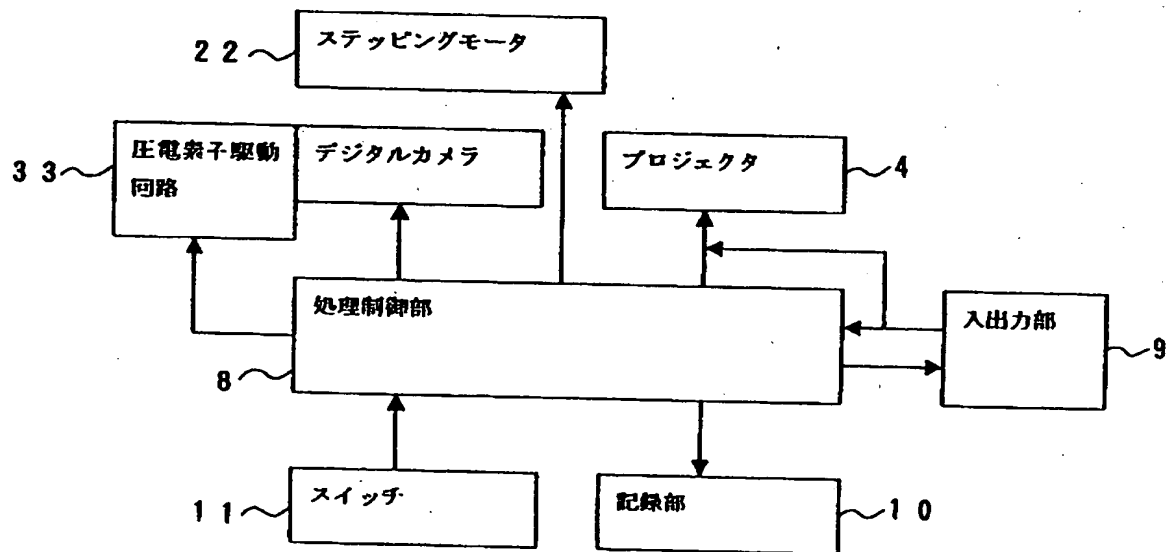 22 ステッピングモータ
33 圧電素子駆動
回路
デジタルカメラ
プロジェクタ 4
処理制御部
8
入出力部
9
11 スイッチ
記録部 10